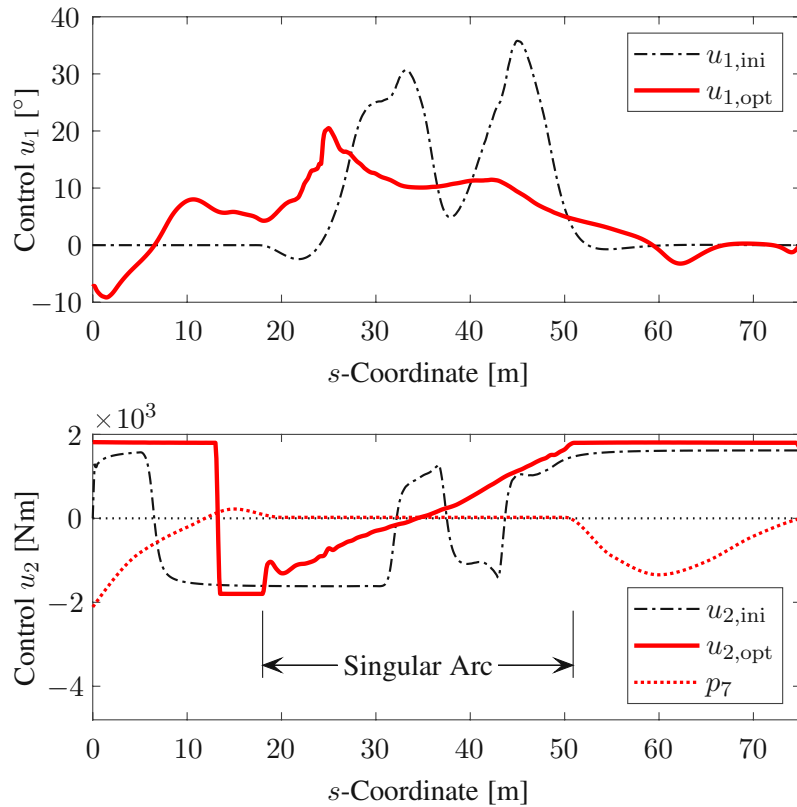 40
30
20
10
0
−10
Control u₁ [°]
u₁,ini
u₁,opt
0 10 20 30 40 50 60 70
s-Coordinate [m]
×10³
2
0
−2
−4
Control u₂ [Nm]
Singular Arc
u₂,ini
u₂,opt
p₇
0 10 20 30 40 50 60 70
s-Coordinate [m]